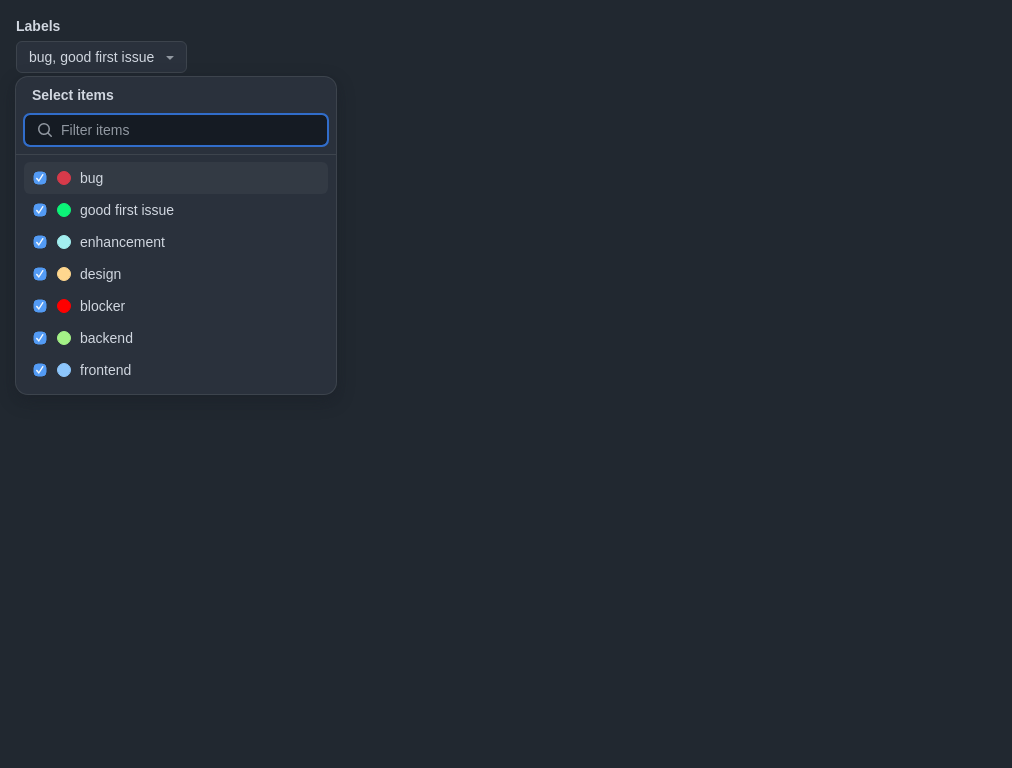 Labels
bug, good first issue
Select items
Filter items
bug
good first issue
enhancement
design
blocker
backend
frontend